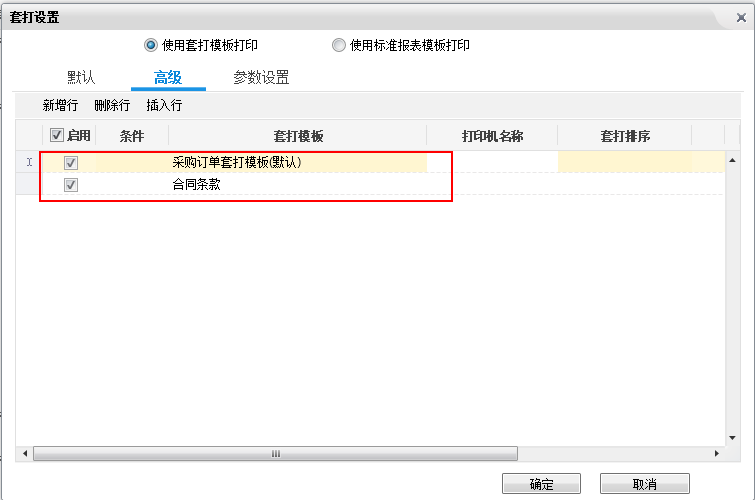 套打设置
使用套打模板打印 使用标准报表模板打印
默认 高级 参数设置
新增行 删除行 插入行
启用 条件 套打模板 打印机名称 套打排序
采购订单套打模板(默认)
合同条款
确定 取消